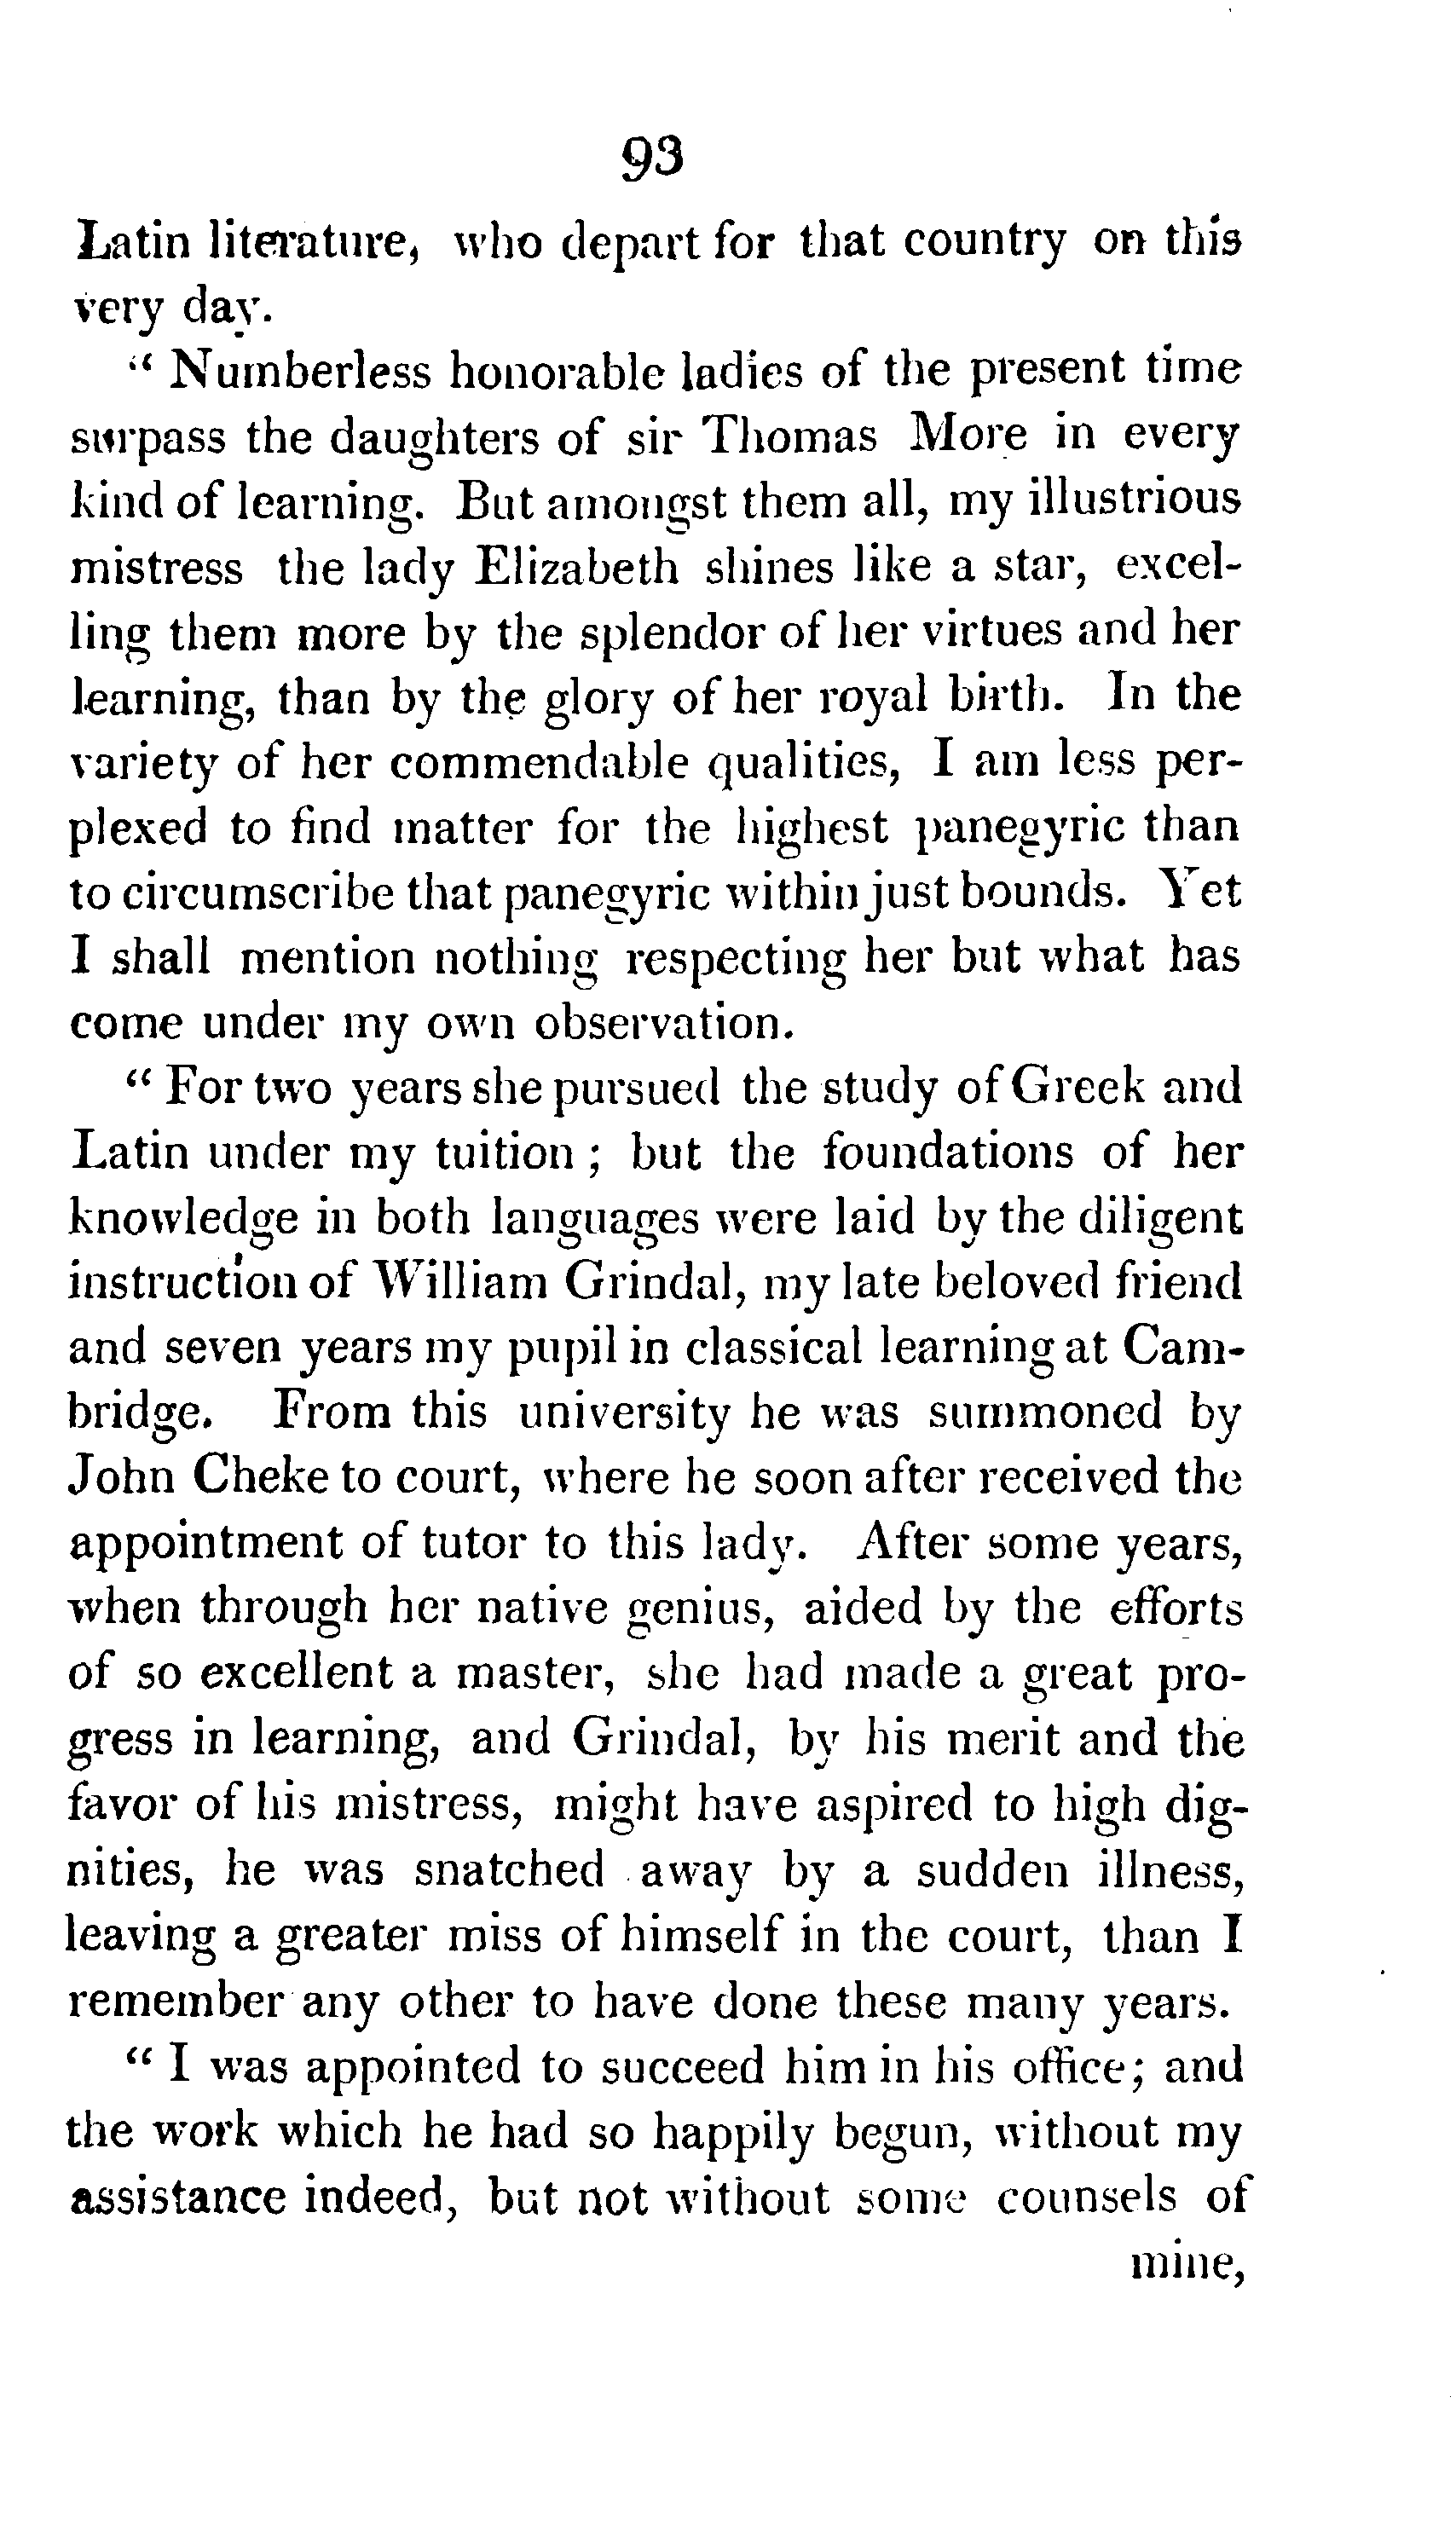 93
Latin literature, who depart for that country on this
very day.
" Numberless honorable ladies of the present time
surpass the daughters of sir Thomas More in every
kind of learning. But amongst them all, my illustrious
mistress the lady Elizabeth shines like a star, excel-
ling them more by the splendor of her virtues and her
learning, than by the glory of her royal birth. In the
variety of her commendable qualities, I am less per-
plexed to find matter for the highest panegyric than
to circumscribe that panegyric within just bounds. Yet
I shall mention nothing respecting her but what has
come under my own observation.
" For two years she pursued the study of Greek and
Latin under my tuition ; but the foundations of her
knowledge in both languages were laid by the diligent
instruction of William Grindal, my late beloved friend
and seven years my pupil in classical learning at Cam-
bridge. From this university he was summoned by
John Cheke to court, where he soon after received the
appointment of tutor to this lady. After some years,
when through her native genius, aided by the efforts
of so excellent a master, she had made a great pro-
gress in learning, and Grindal, by his merit and the
favor of his mistress, might have aspired to high dig-
nities, he was snatched away by a sudden illness,
leaving a greater miss of himself in the court, than I
remember any other to have done these many years.
" I was appointed to succeed him in his office; and
the work which he had so happily begun, without my
assistance indeed, but not without some counsels of
mine,